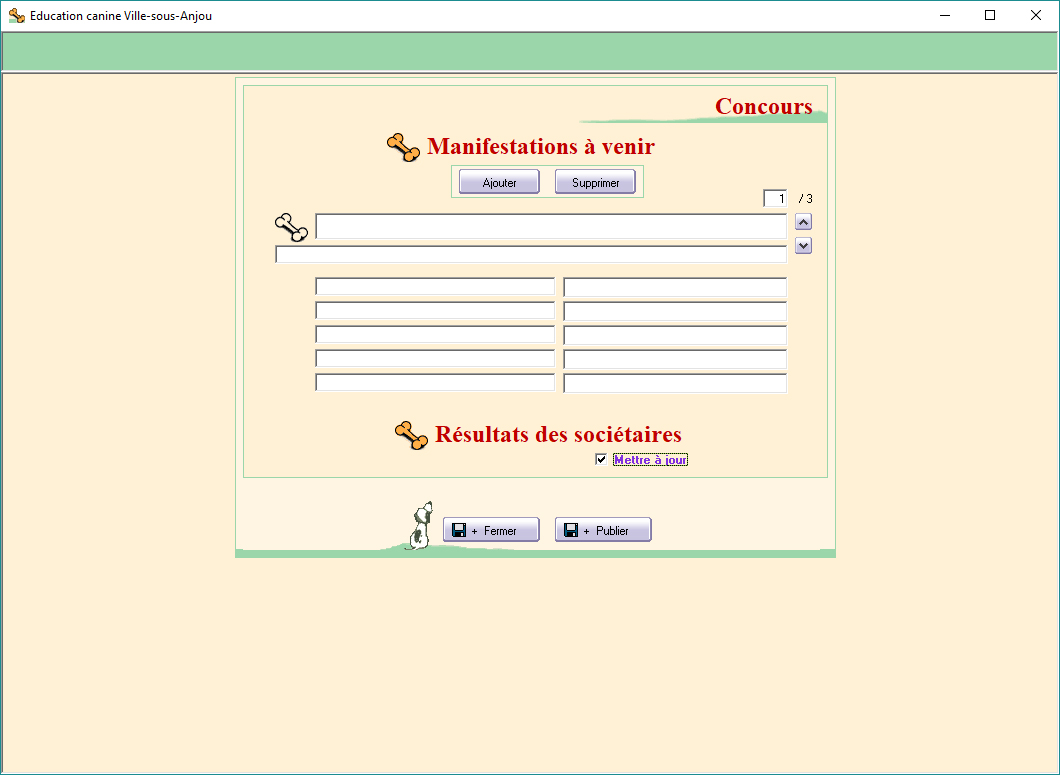 Education canine Ville-sous-Anjou
Concours
Manifestations à venir
Ajouter Supprimer
1 / 3
Résultats des sociétaires
Mettre à jour
+ Fermer + Publier